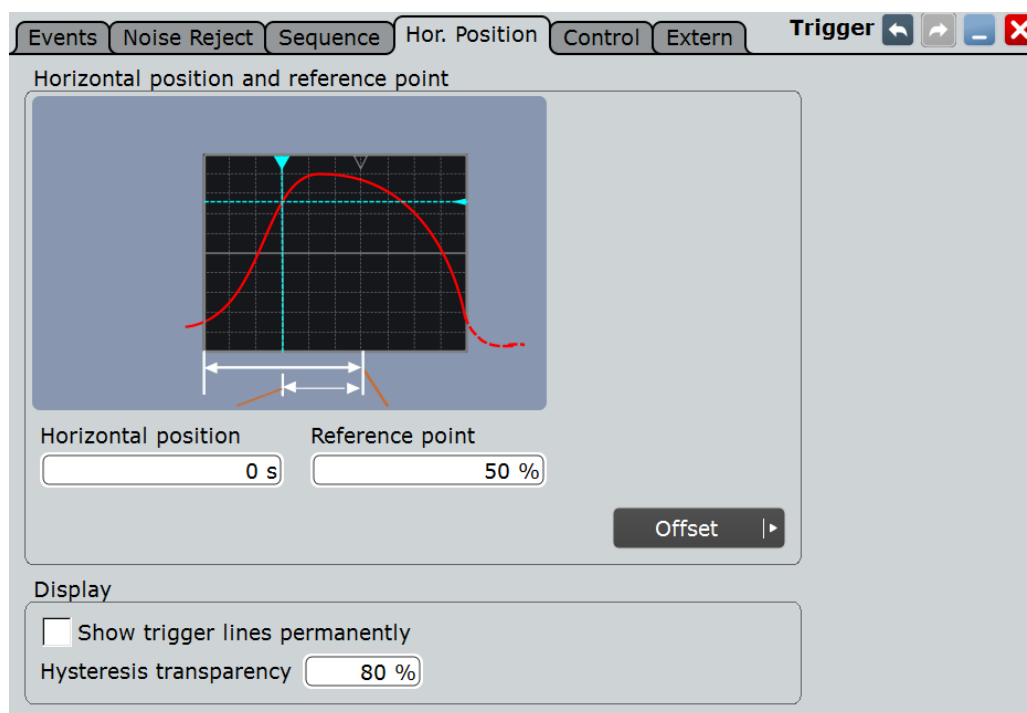 Events Noise Reject Sequence Hor. Position Control Extern Trigger
Horizontal position and reference point
Horizontal position Reference point
0 s 50 %
Offset
Display
Show trigger lines permanently
Hysteresis transparency 80 %